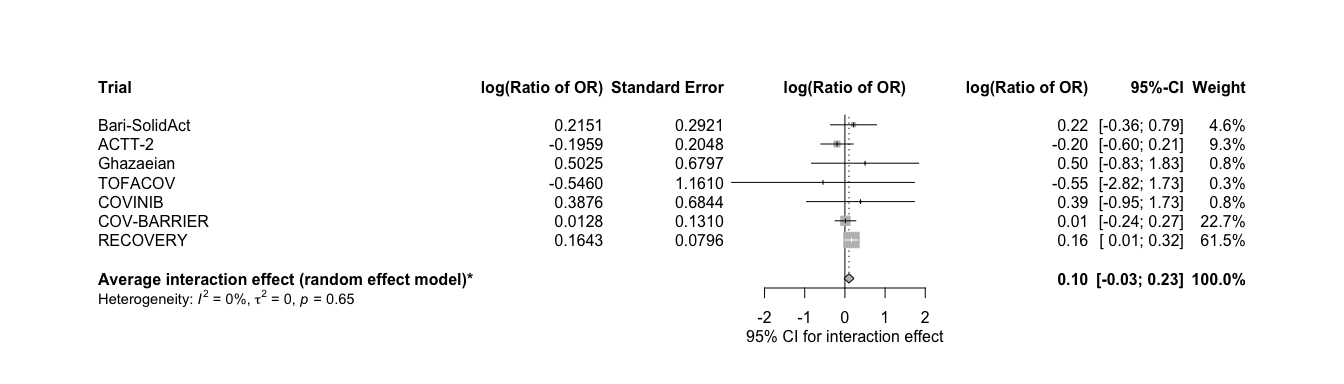 Trial log(Ratio of OR) Standard Error log(Ratio of OR) log(Ratio of OR) 95%-CI Weight
Bari-SolidAct 0.2151 0.2921 0.22 [-0.36; 0.79] 4.6%
ACTT-2 -0.1959 0.2048 -0.20 [-0.60; 0.21] 9.3%
Ghazaeian 0.5025 0.6797 0.50 [-0.83; 1.83] 0.8%
TOFACOV -0.5460 1.1610 -0.55 [-2.82; 1.73] 0.3%
COVINIB 0.3876 0.6844 0.39 [-0.95; 1.73] 0.8%
COV-BARRIER 0.0128 0.1310 0.01 [-0.24; 0.27] 22.7%
RECOVERY 0.1643 0.0796 0.16 [ 0.01; 0.32] 61.5%
Average interaction effect (random effect model)* 0.10 [-0.03; 0.23] 100.0%
Heterogeneity: I² = 0%, τ² = 0, p = 0.65
-2 -1 0 1 2
95% CI for interaction effect